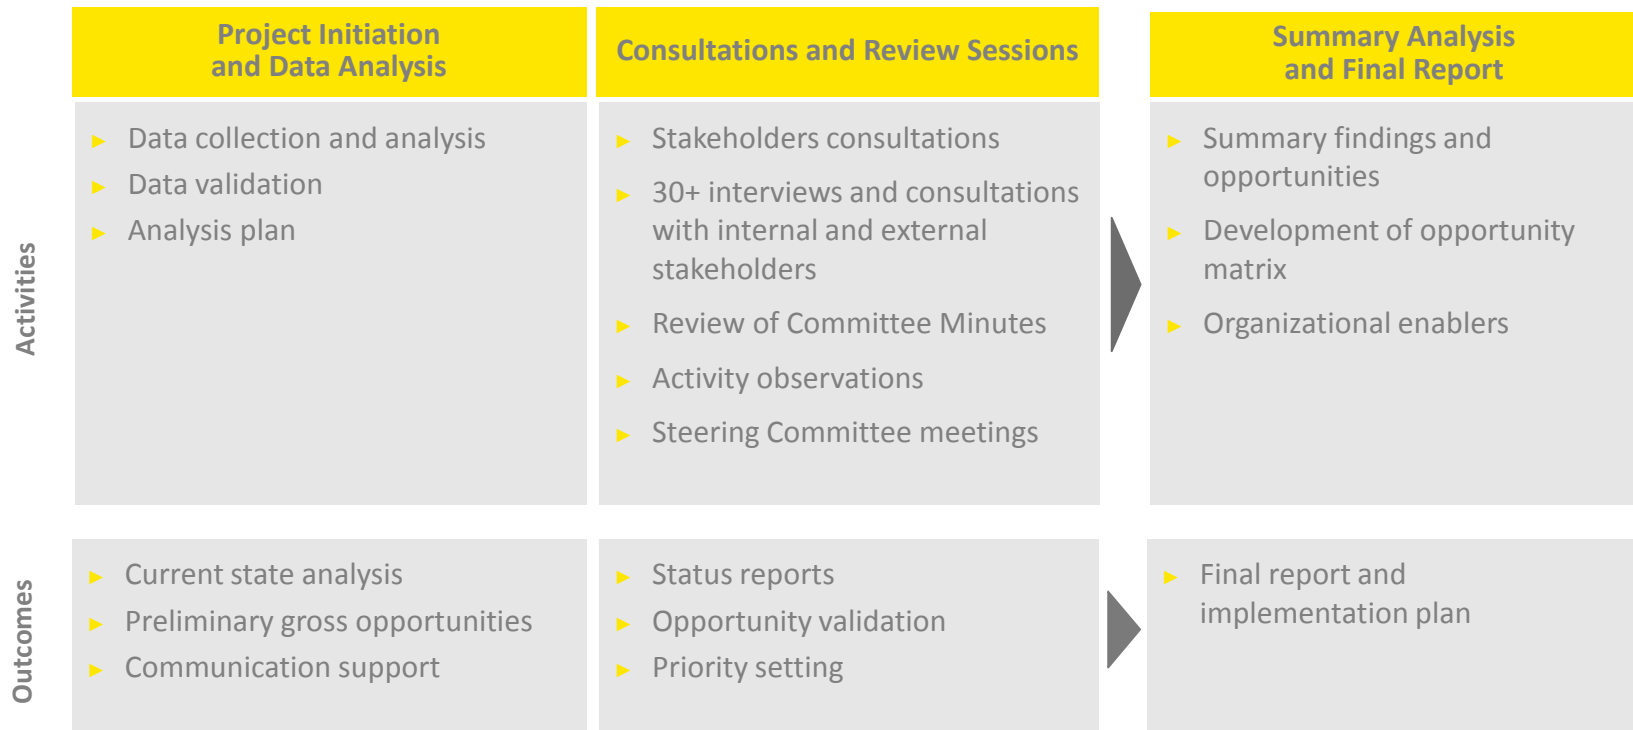 Project Initiation
and Data Analysis
Consultations and Review Sessions
Summary Analysis
and Final Report
Activities
► Data collection and analysis
► Data validation
► Analysis plan
► Stakeholders consultations
► 30+ interviews and consultations
with internal and external
stakeholders
► Review of Committee Minutes
► Activity observations
► Steering Committee meetings
► Summary findings and
opportunities
► Development of opportunity
matrix
► Organizational enablers
Outcomes
► Current state analysis
► Preliminary gross opportunities
► Communication support
► Status reports
► Opportunity validation
► Priority setting
► Final report and
implementation plan